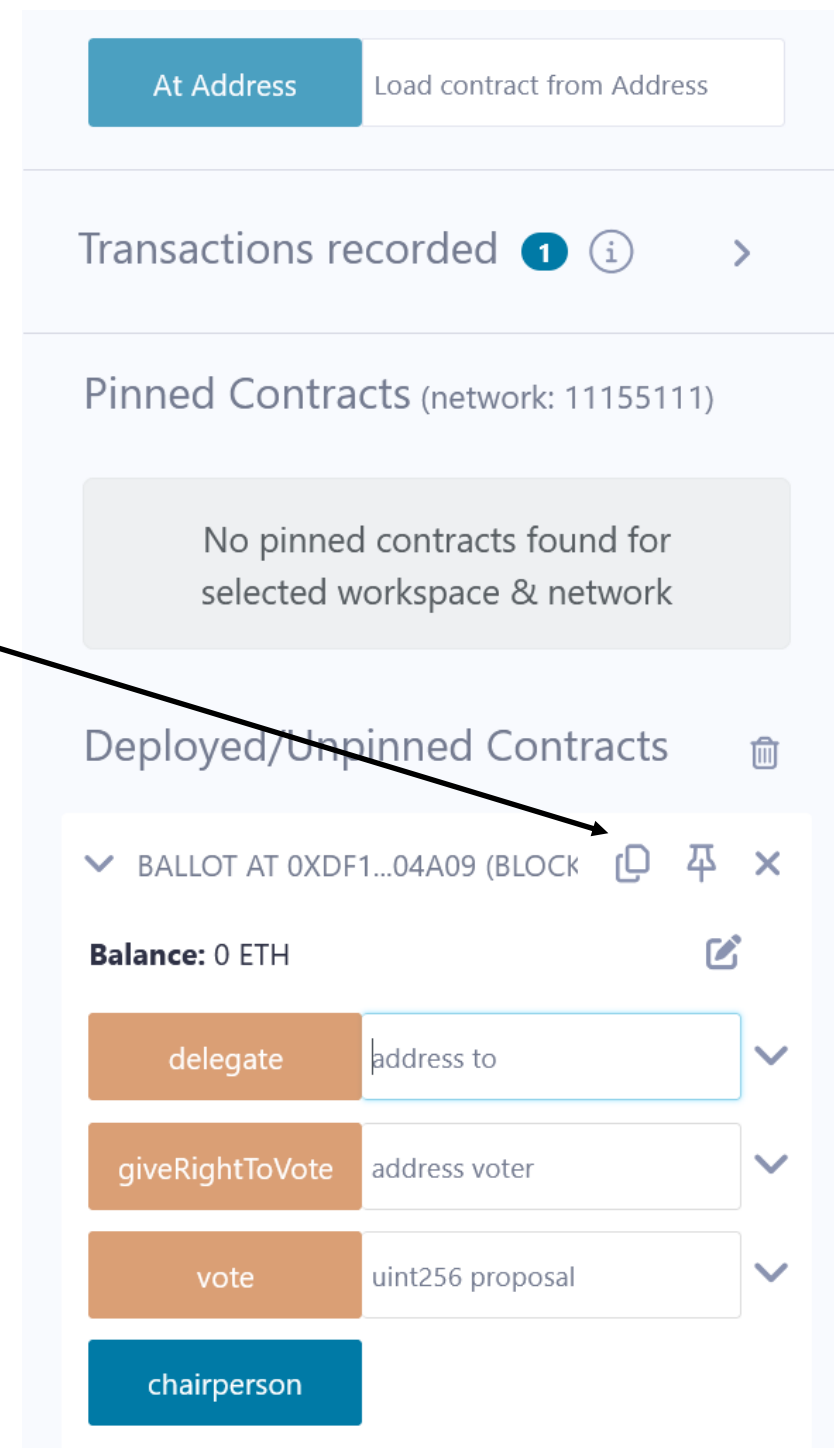 At Address Load contract from Address
Transactions recorded 1 i
Pinned Contracts (network: 11155111)
No pinned contracts found for
selected workspace & network
Deployed/Unpinned Contracts
BALLOT AT 0XDF1...04A09 (BLOCK
Balance: 0 ETH
delegate address to
giveRightToVote address voter
vote uint256 proposal
chairperson